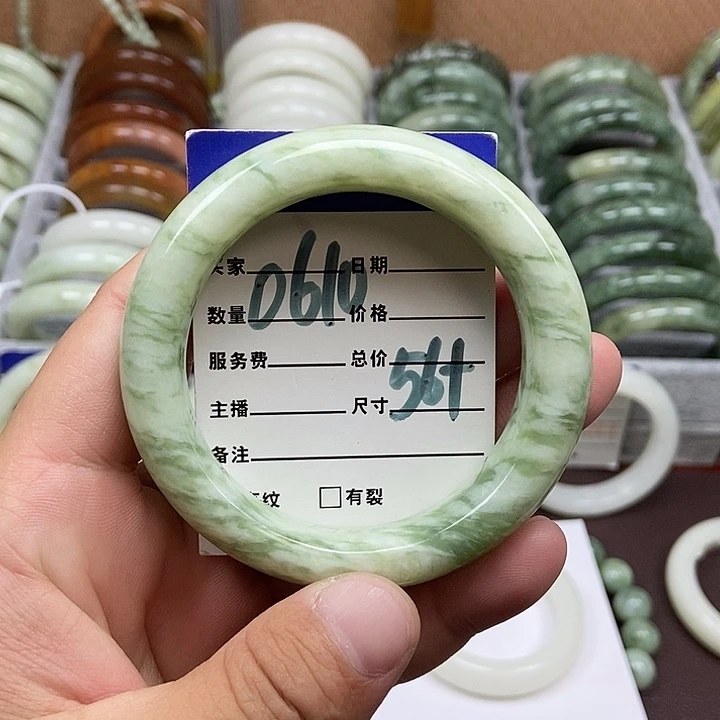 家 日期
0610
数量 价格
服务费 总价
56+
主播 尺寸
备注
纹 □有裂